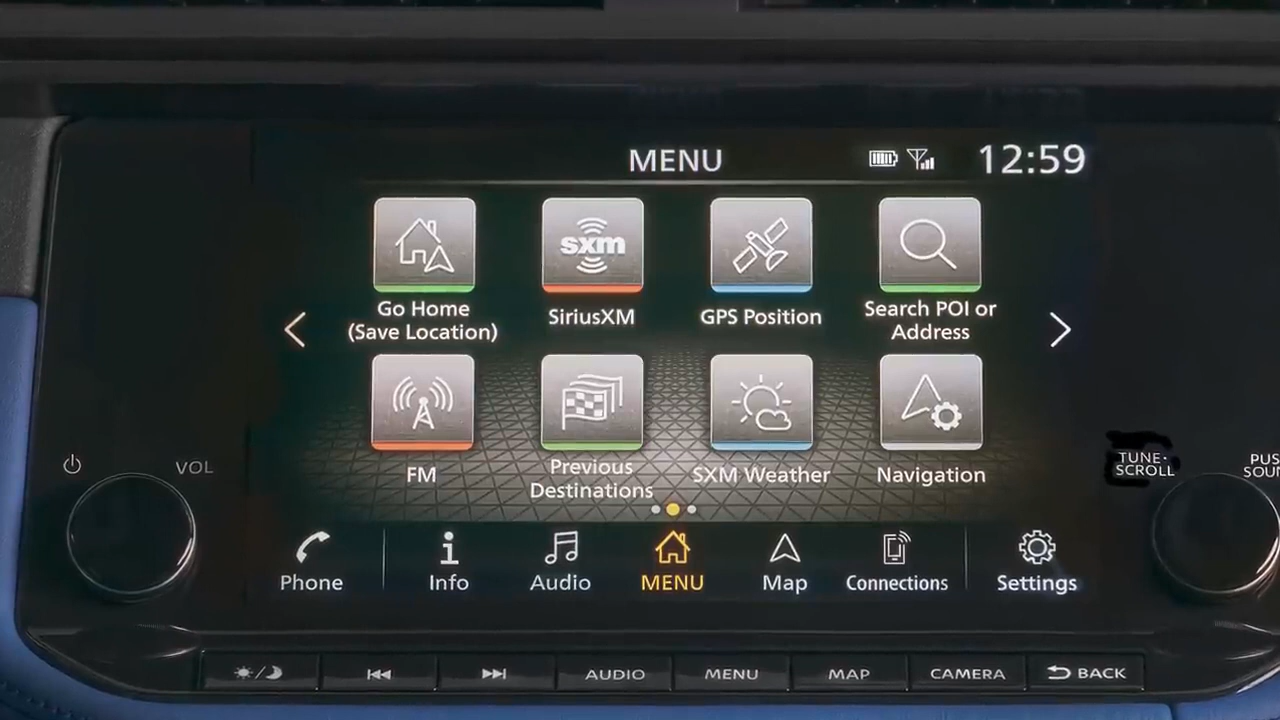 MENU
12:59
sxm
Go Home
(Save Location)
SiriusXM
GPS Position
Search POI or
Address
FM
Previous
Destinations
SXM Weather
Navigation
VOL
TUNE·
SCROLL
Phone
Info
Audio
MENU
Map
Connections
Settings
AUDIO
MENU
MAP
CAMERA
BACK